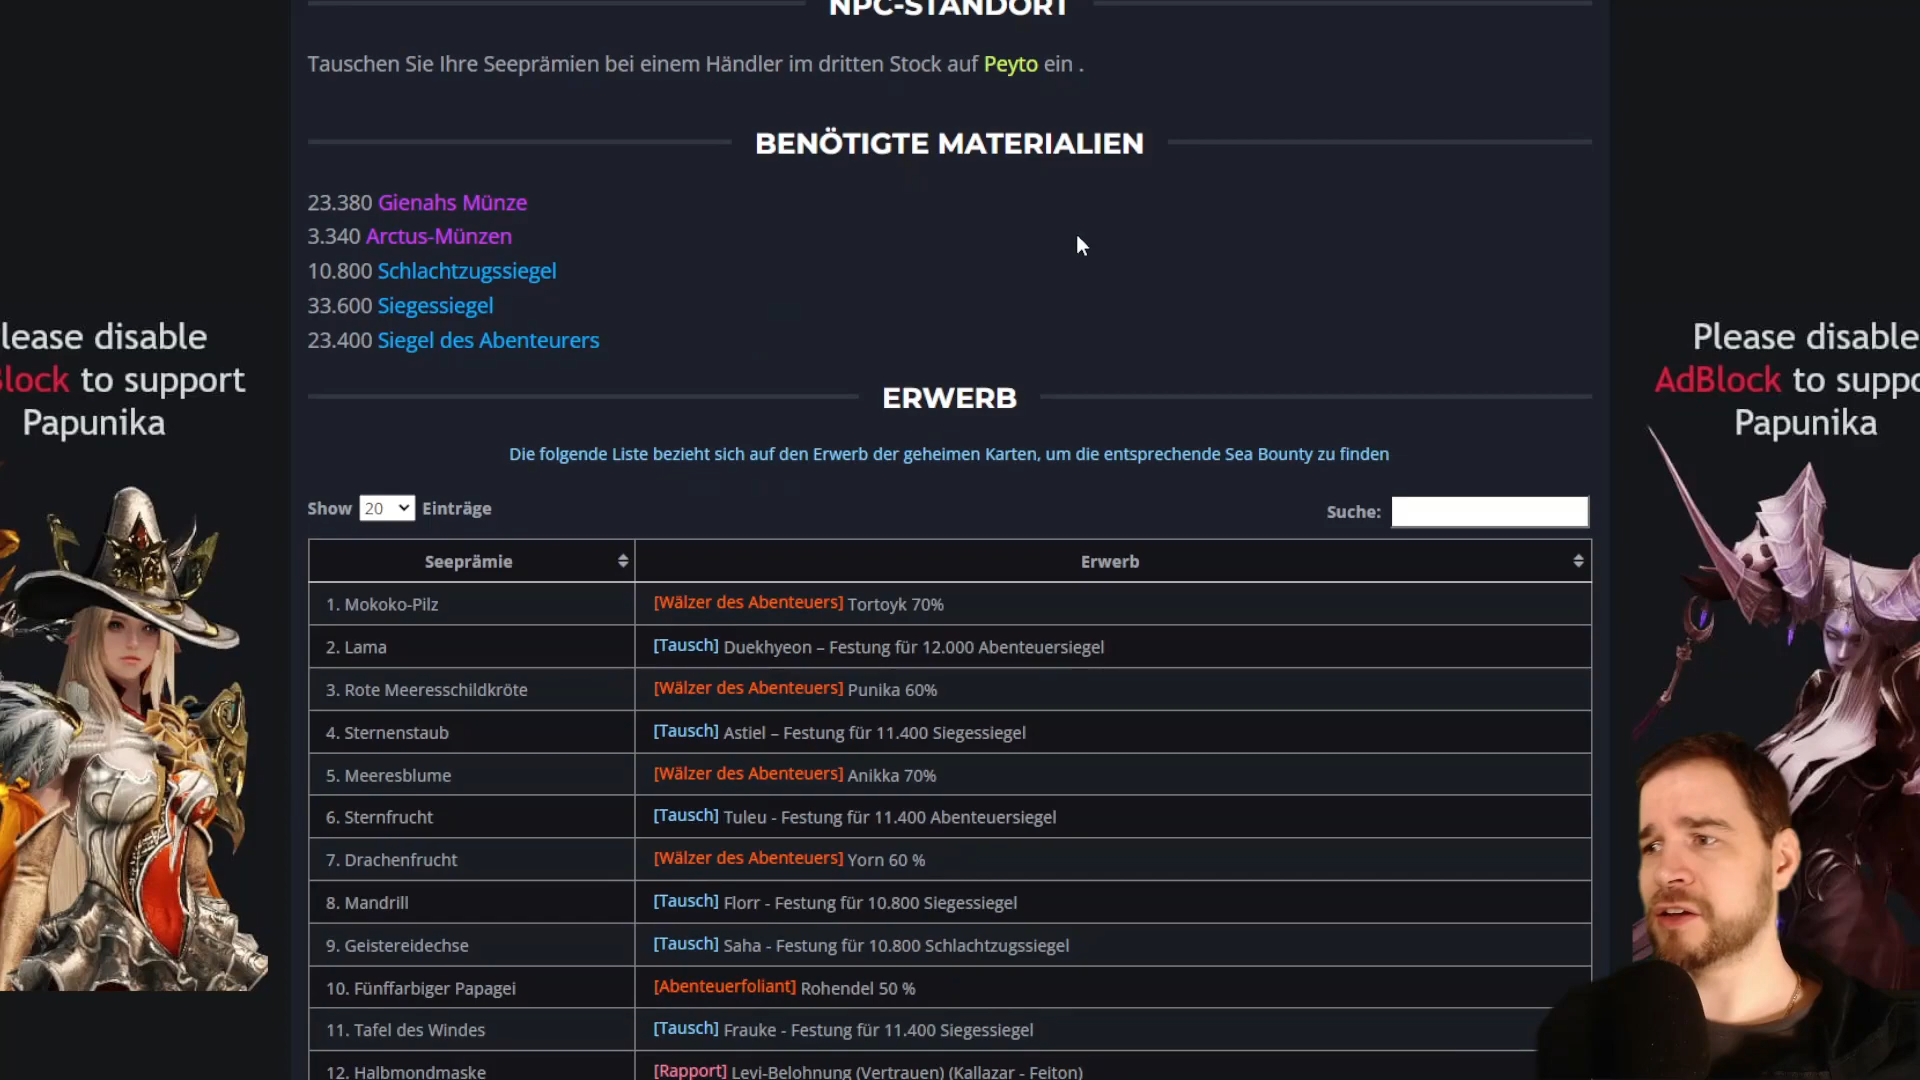 NPC-STANDORT
Tauschen Sie Ihre Seeprämien bei einem Händler im dritten Stock auf Peyto ein .
BENÖTIGTE MATERIALIEN
23.380 Gienahs Münze
3.340 Arctus-Münzen
10.800 Schlachtzugssiegel
33.600 Siegessiegel
23.400 Siegel des Abenteurers
lease disable
Block to support
Papunika
Please disable
AdBlock to suppo
Papunika
ERWERB
Die folgende Liste bezieht sich auf den Erwerb der geheimen Karten, um die entsprechende Sea Bounty zu finden
Show 20 Einträge
Suche:
Seeprämie Erwerb
1. Mokoko-Pilz [Wälzer des Abenteuers] Tortoyk 70%
2. Lama [Tausch] Duekhyeon – Festung für 12.000 Abenteuersiegel
3. Rote Meeresschildkröte [Wälzer des Abenteuers] Punika 60%
4. Sternenstaub [Tausch] Astiel – Festung für 11.400 Siegessiegel
5. Meeresblume [Wälzer des Abenteuers] Anikka 70%
6. Sternfrucht [Tausch] Tuleu - Festung für 11.400 Abenteuersiegel
7. Drachenfrucht [Wälzer des Abenteuers] Yorn 60 %
8. Mandrill [Tausch] Florr - Festung für 10.800 Siegessiegel
9. Geistereidechse [Tausch] Saha - Festung für 10.800 Schlachtzugssiegel
10. Fünffarbiger Papagei [Abenteuerfoliant] Rohendel 50 %
11. Tafel des Windes [Tausch] Frauke - Festung für 11.400 Siegessiegel
12. Halbmondmaske [Rapport] Levi-Belohnung (Vertrauen) (Kallazar - Feiton)